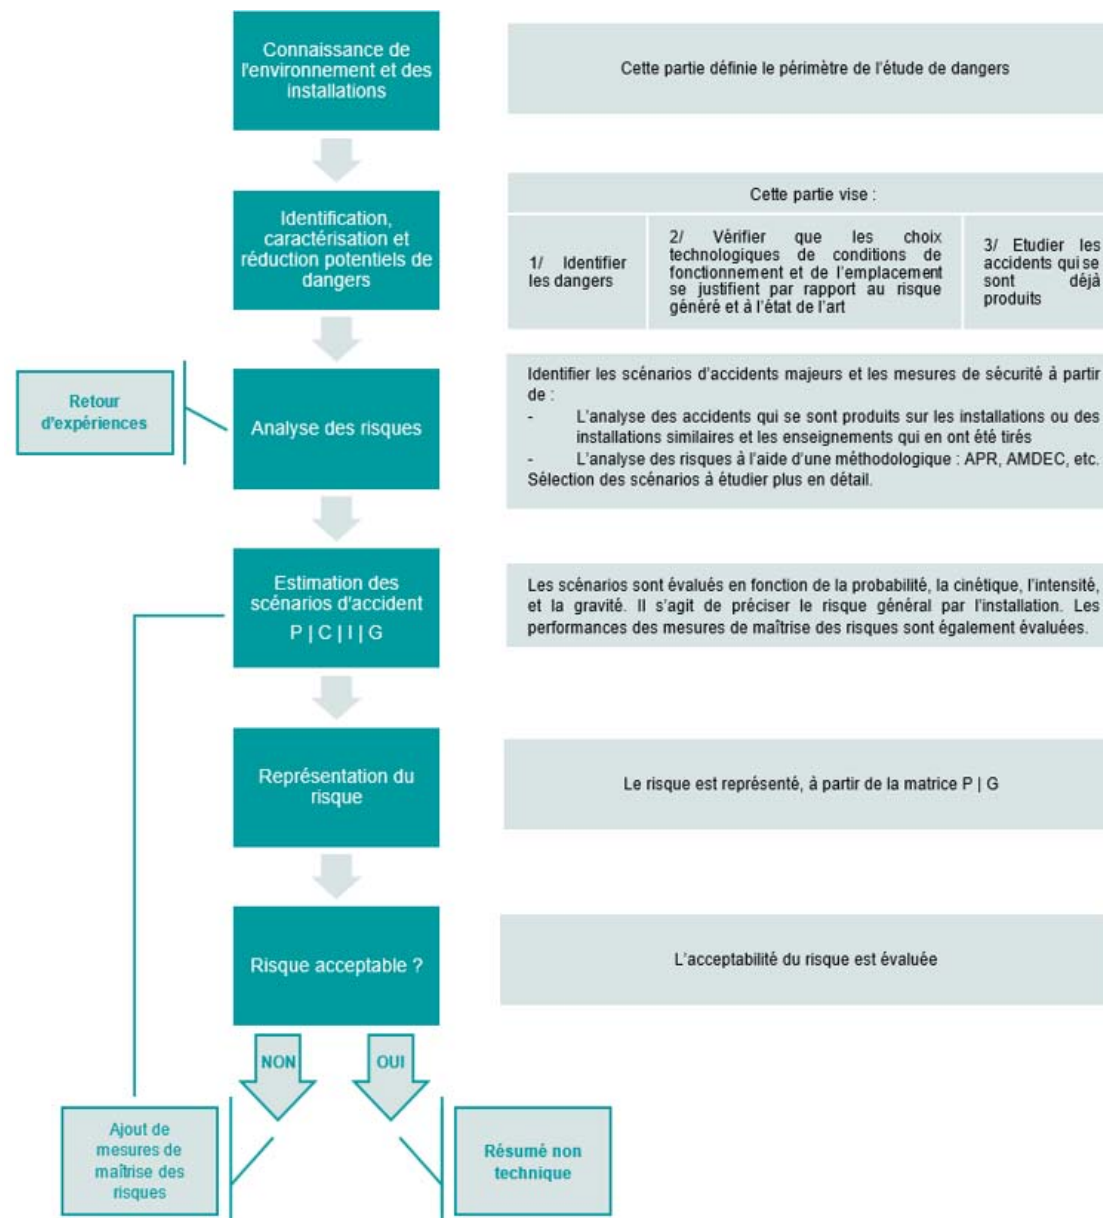 Connaissance de
l'environnement et des
installations
Cette partie définie le périmètre de l'étude de dangers
Identification,
caractérisation et
réduction potentiels de
dangers
Cette partie vise :
1/ Identifier
les dangers
2/ Vérifier que les choix
technologiques de conditions de
fonctionnement et de l'emplacement
se justifient par rapport au risque
généré et à l'état de l'art
3/ Etudier les
accidents qui se
sont déjà
produits
Retour
d'expériences
Analyse des risques
Identifier les scénarios d'accidents majeurs et les mesures de sécurité à partir
de :
- L'analyse des accidents qui se sont produits sur les installations ou des
installations similaires et les enseignements qui en ont été tirés
- L'analyse des risques à l'aide d'une méthodologique : APR, AMDEC, etc.
Sélection des scénarios à étudier plus en détail.
Estimation des
scénarios d'accident
P | C | I | G
Les scénarios sont évalués en fonction de la probabilité, la cinétique, l'intensité,
et la gravité. Il s'agit de préciser le risque général par l'installation. Les
performances des mesures de maîtrise des risques sont également évaluées.
Représentation du
risque
Le risque est représenté, à partir de la matrice P | G
Risque acceptable ?
L'acceptabilité du risque est évaluée
NON
OUI
Ajout de
mesures de
maîtrise des
risques
Résumé non
technique